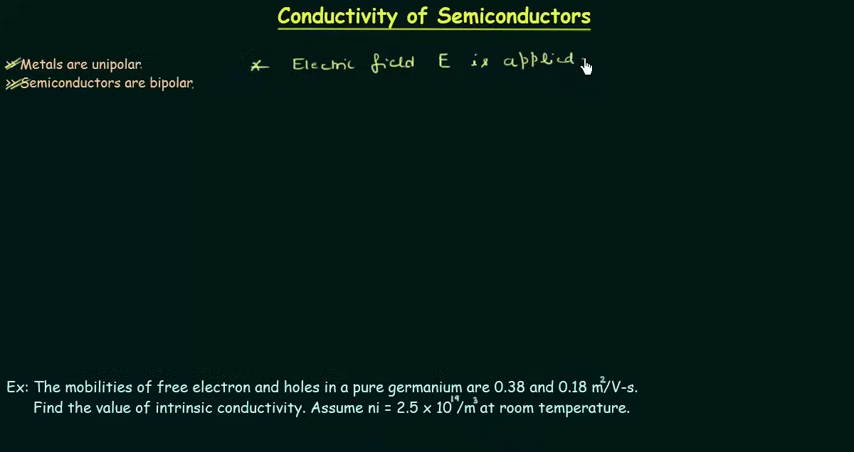 Conductivity of Semiconductors
Metals are unipolar.
Semiconductors are bipolar.
* Electric field E is applied
Ex: The mobilities of free electron and holes in a pure germanium are 0.38 and 0.18 m²/V-s.
Find the value of intrinsic conductivity. Assume ni = 2.5 x 10¹⁹/m³ at room temperature.